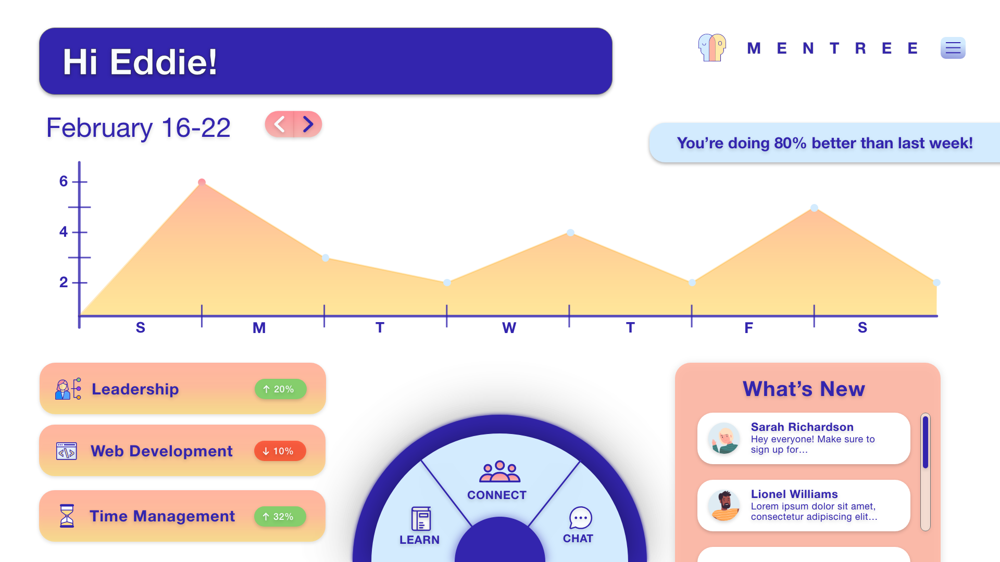 Hi Eddie!
M E N T R E E
February 16-22
You’re doing 80% better than last week!
6
4
2
S M T W T F S
Leadership
↑ 20%
Web Development
↓ 10%
Time Management
↑ 32%
CONNECT
LEARN
CHAT
What’s New
Sarah Richardson
Hey everyone! Make sure to
sign up for...
Lionel Williams
Lorem ipsum dolor sit amet,
consectetur adipiscing elit...